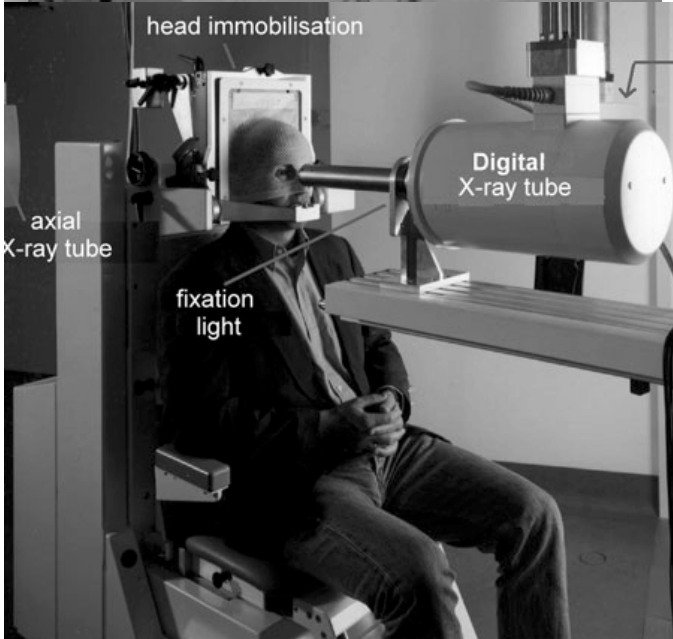 head immobilisation
Digital
X-ray tube
axial
X-ray tube
fixation
light